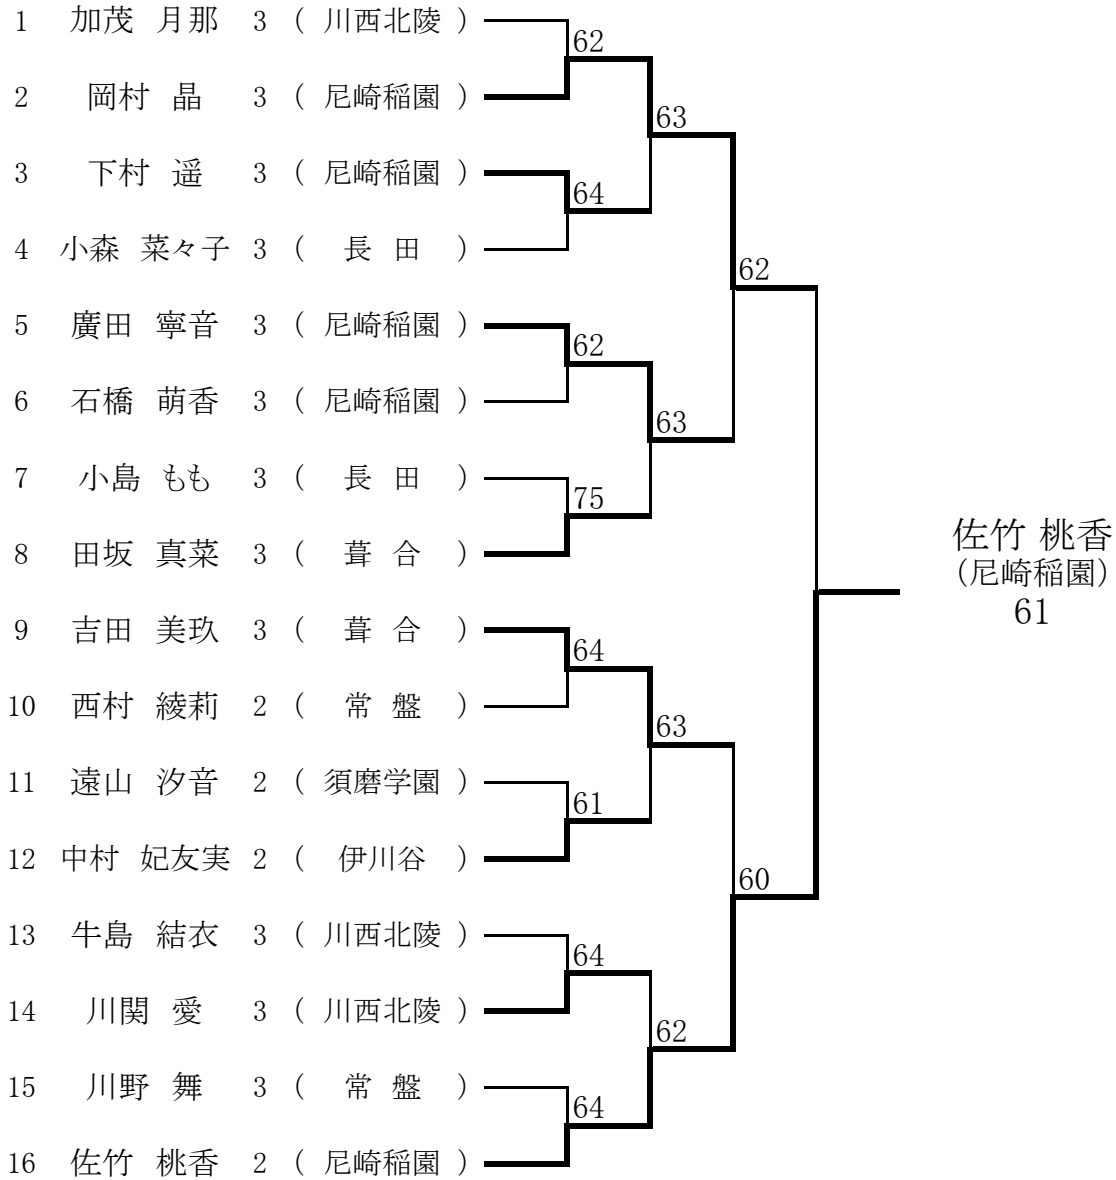 1 加茂 月那 3 ( 川西北陵 )
62
2 岡村 晶 3 ( 尼崎稲園 )
63
3 下村 遥 3 ( 尼崎稲園 )
64
4 小森 菜々子 3 ( 長 田 )
62
5 廣田 寧音 3 ( 尼崎稲園 )
62
6 石橋 萌香 3 ( 尼崎稲園 )
63
7 小島 もも 3 ( 長 田 )
75
8 田坂 真菜 3 ( 葺 合 )
佐竹 桃香
(尼崎稲園)
61
9 吉田 美玖 3 ( 葺 合 )
64
10 西村 綾莉 2 ( 常 盤 )
63
11 遠山 汐音 2 ( 須磨学園 )
61
12 中村 妃友実 2 ( 伊川谷 )
60
13 牛島 結衣 3 ( 川西北陵 )
64
14 川関 愛 3 ( 川西北陵 )
62
15 川野 舞 3 ( 常 盤 )
64
16 佐竹 桃香 2 ( 尼崎稲園 )